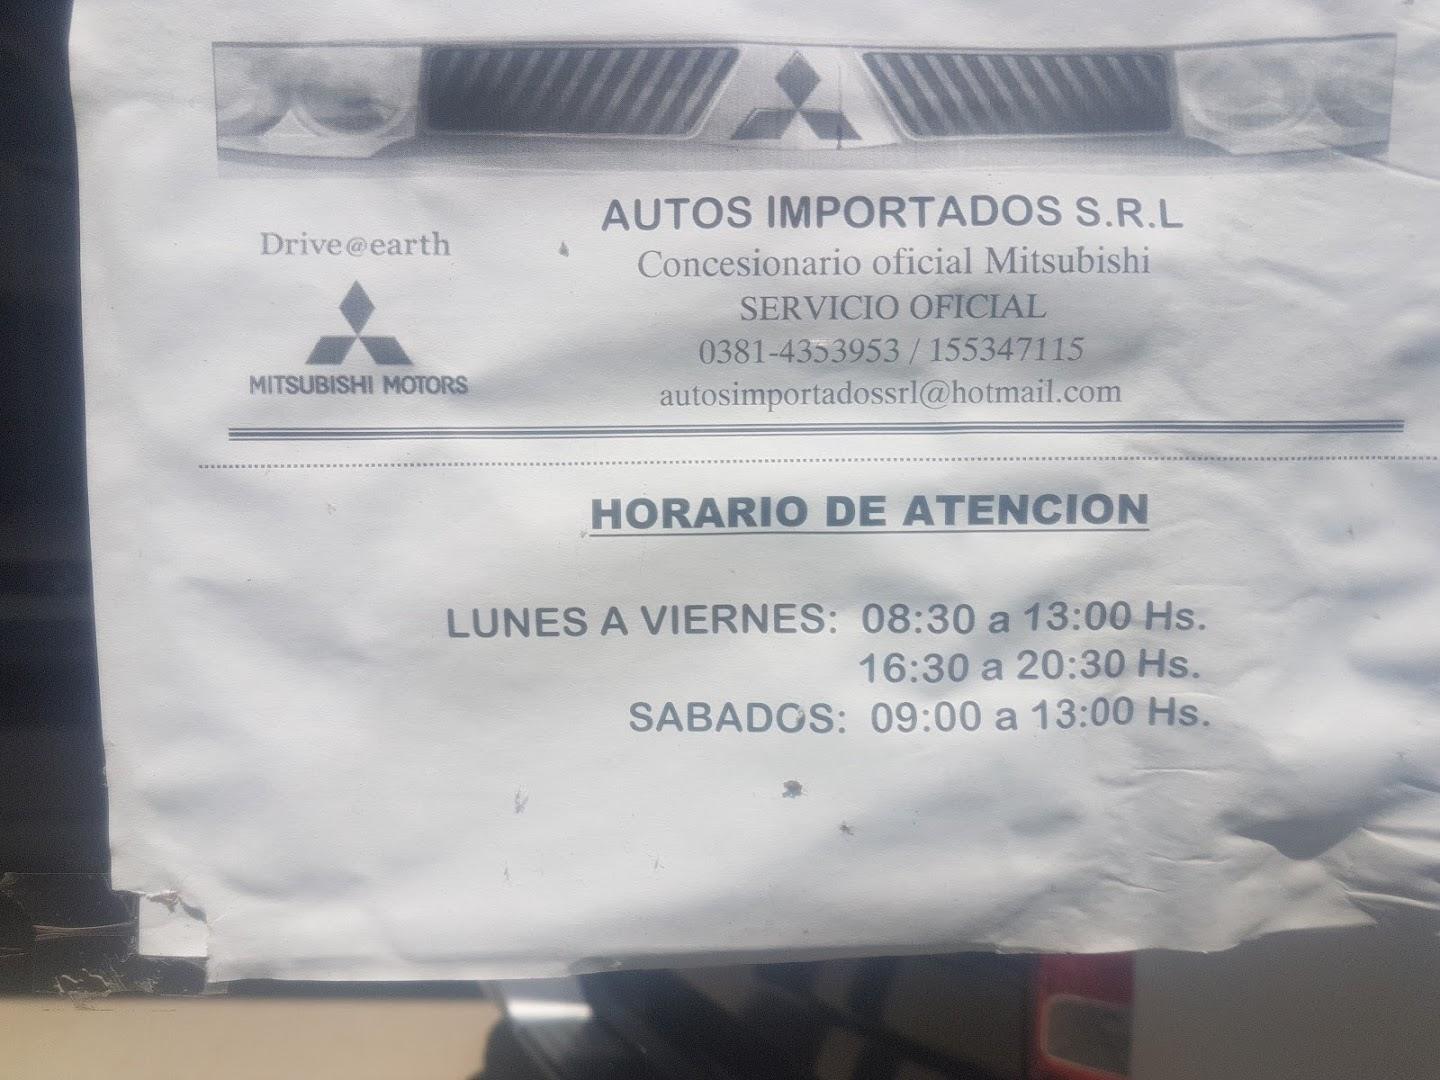 AUTOS IMPORTADOS S.R.L
Drive@earth
Concesionario oficial Mitsubishi
SERVICIO OFICIAL
0381-4353953 / 155347115
MITSUBISHI MOTORS
autosimportadossrl@hotmail.com
HORARIO DE ATENCION
LUNES A VIERNES: 08:30 a 13:00 Hs.
16:30 a 20:30 Hs.
SABADOS: 09:00 a 13:00 Hs.